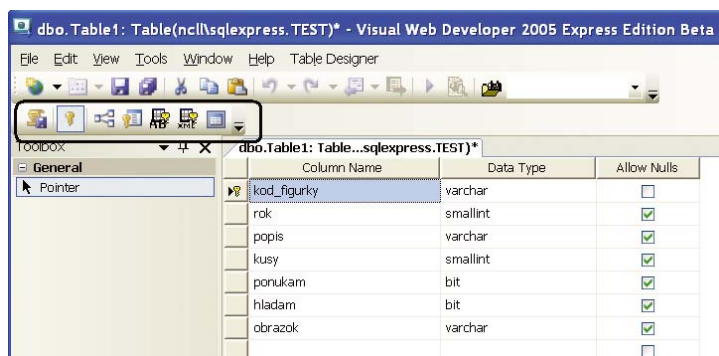 dbo.Table1: Table(ncll\sqlexpress.TEST)* - Visual Web Developer 2005 Express Edition Beta
File Edit View Tools Window Help Table Designer
AB XML
Toolbox dbo.Table1: Table...sqlexpress.TEST)*
General Column Name Data Type Allow Nulls
Pointer kod_figurky varchar
rok smallint
popis varchar
kusy smallint
ponukam bit
hladam bit
obrazok varchar